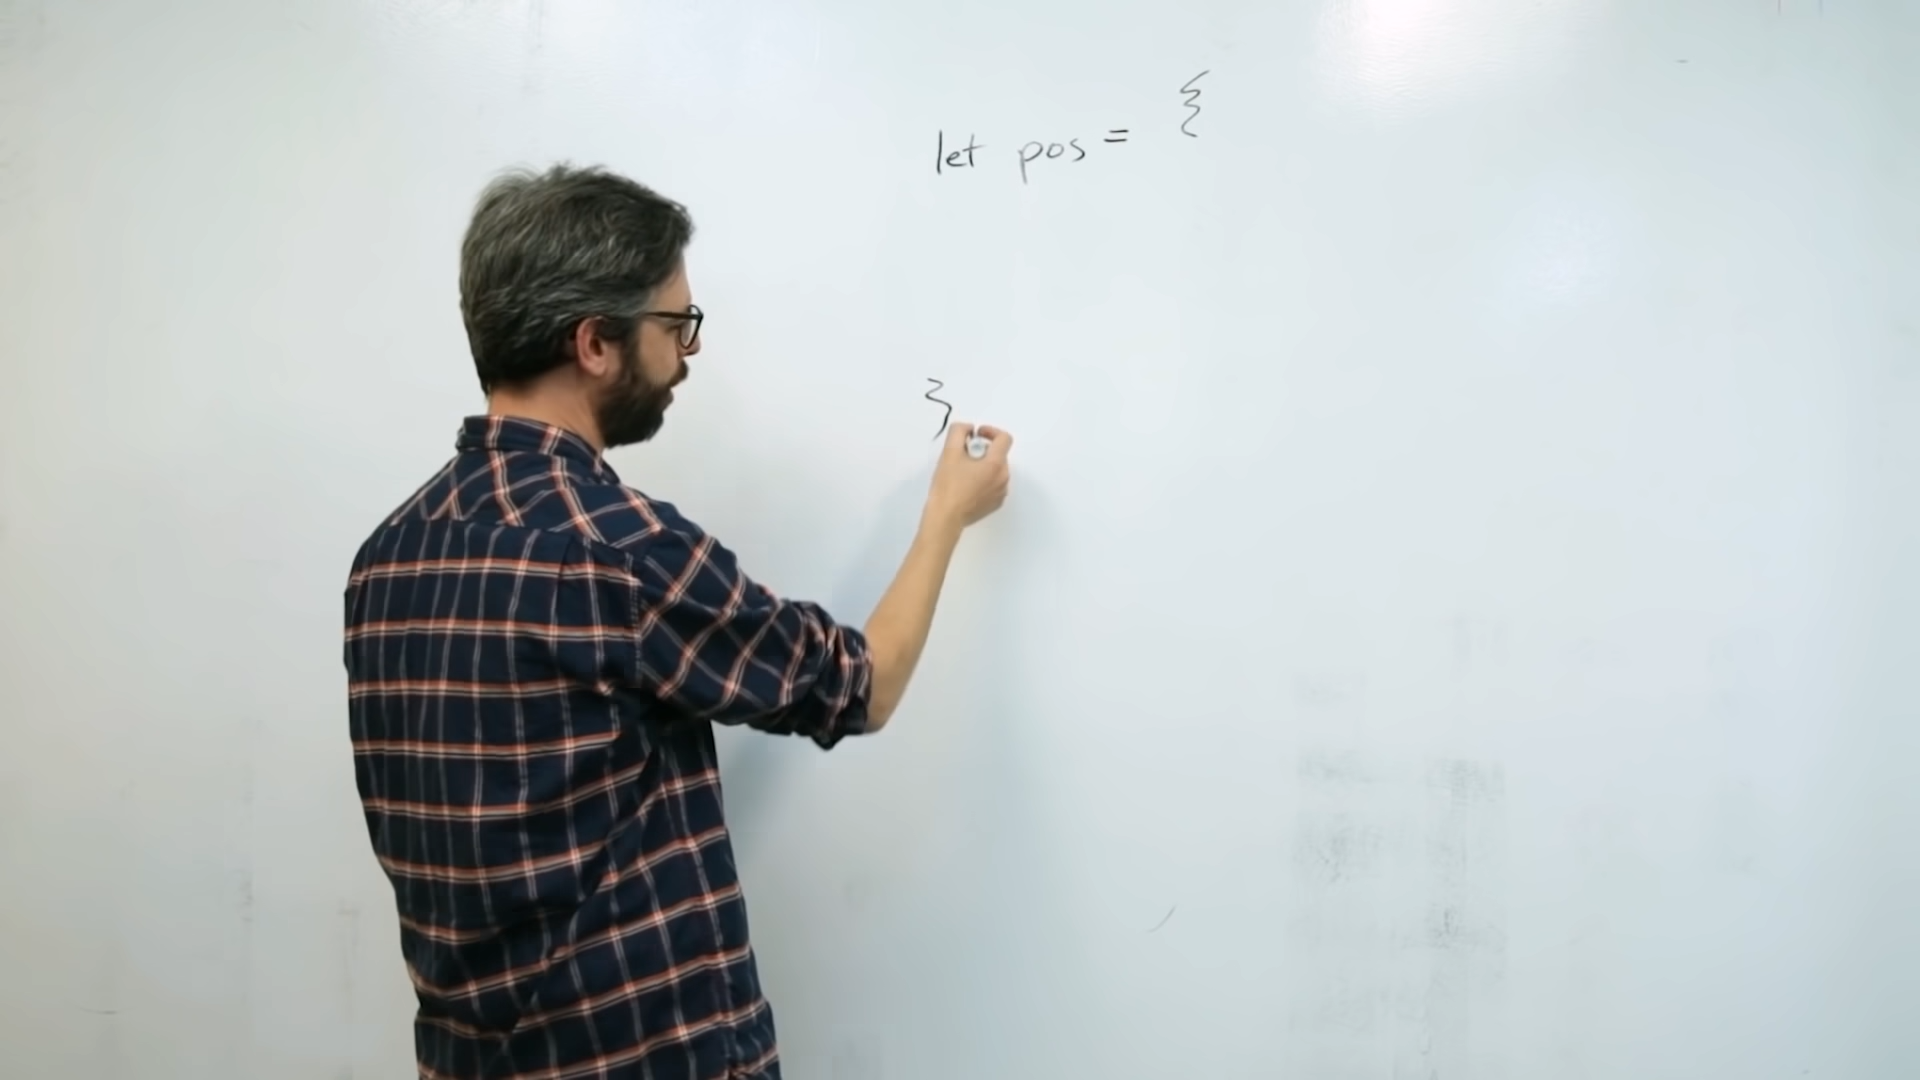 let pos = {
}